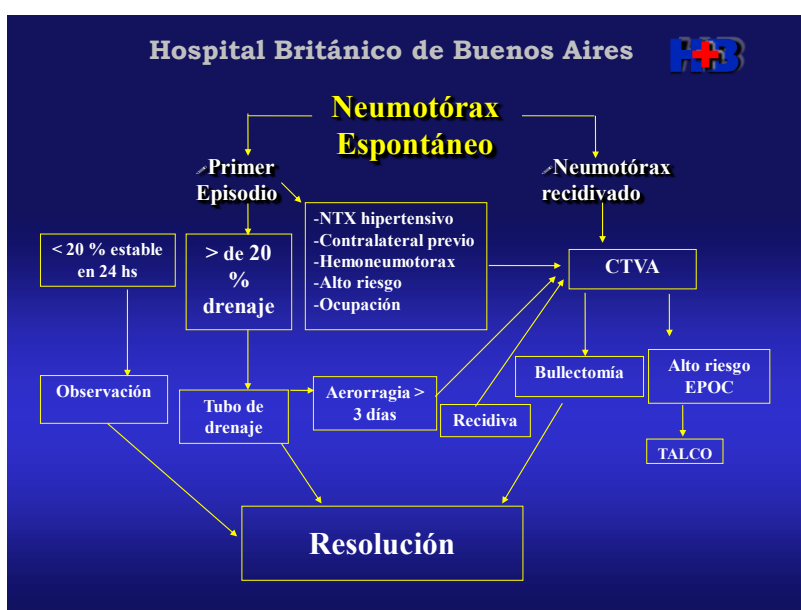 Hospital Británico de Buenos Aires
HB
Neumotórax
Espontáneo
Primer
Episodio
Neumotórax
recidivado
< 20 % estable
en 24 hs
> de 20
%
drenaje
-NTX hipertensivo
-Contralateral previo
-Hemoneumotorax
-Alto riesgo
-Ocupación
CTVA
Observación
Tubo de
drenaje
Aerorragia >
3 días
Recidiva
Bullectomía
Alto riesgo
EPOC
TALCO
Resolución